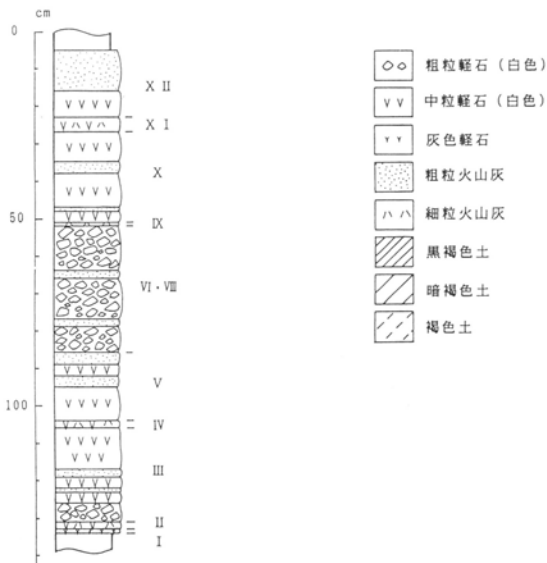 cm
0
50
100
X II
X I
X
IX
VI・VIII
V
IV
III
II
I
粗粒軽石（白色）
中粒軽石（白色）
灰色軽石
粗粒火山灰
細粒火山灰
黒褐色土
暗褐色土
褐色土